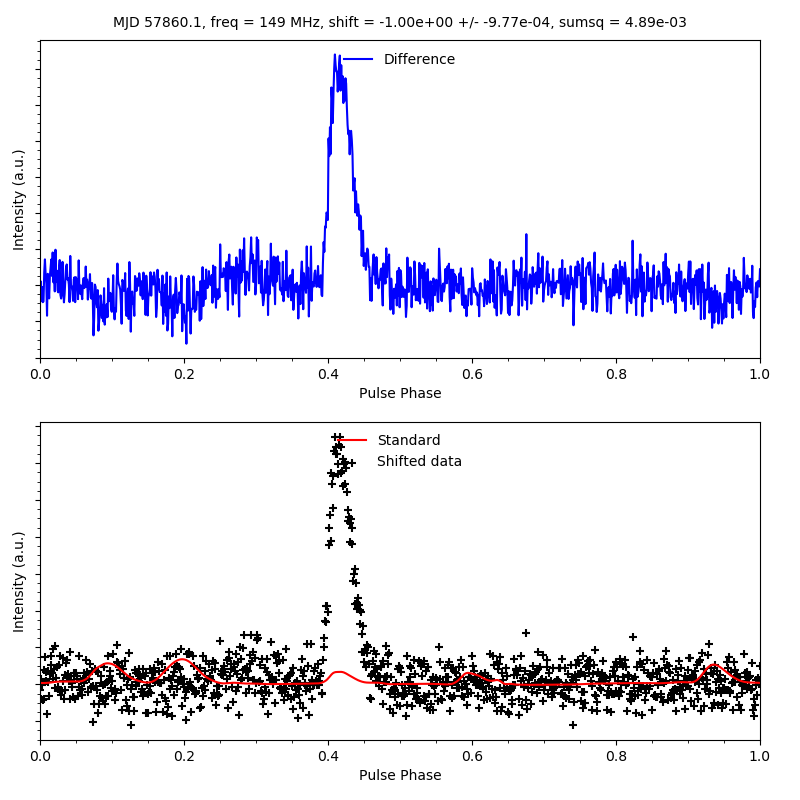 MJD 57860.1, freq = 149 MHz, shift = -1.00e+00 +/- -9.77e-04, sumsq = 4.89e-03
Difference
Intensity (a.u.)
0.0 0.2 0.4 0.6 0.8 1.0
Pulse Phase
Standard
Shifted data
Intensity (a.u.)
0.0 0.2 0.4 0.6 0.8 1.0
Pulse Phase